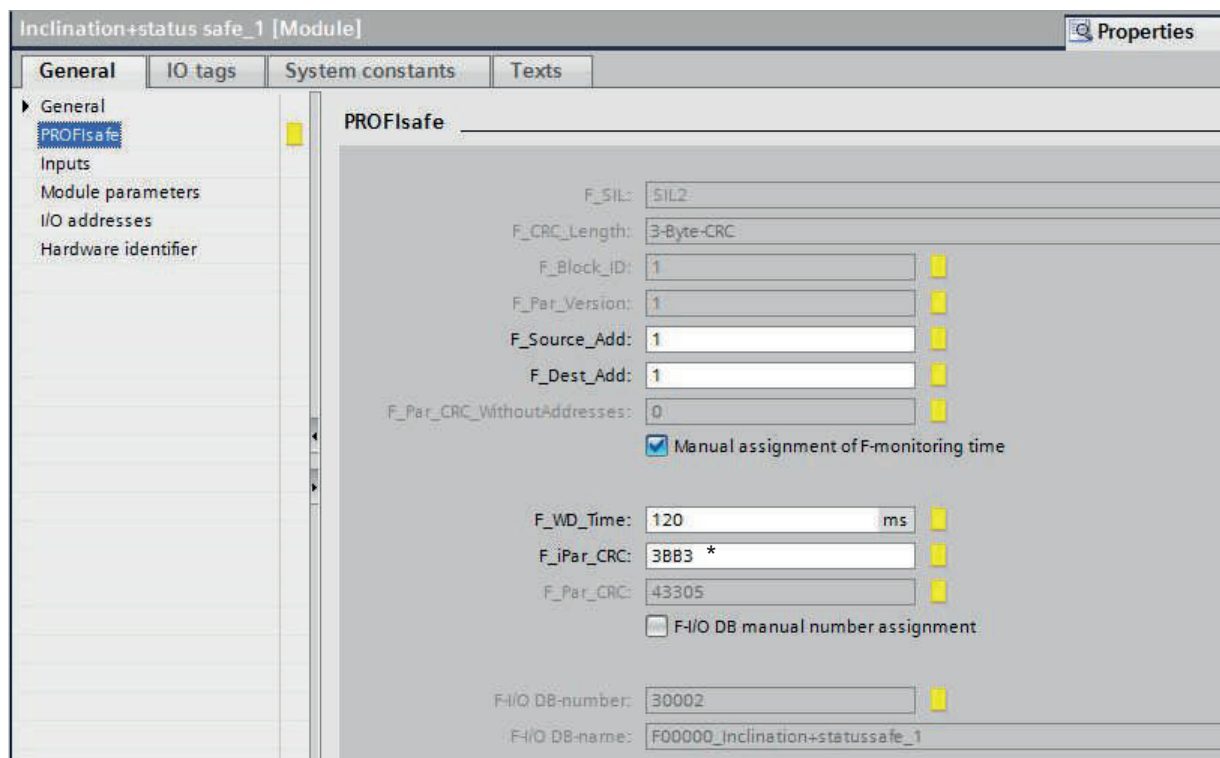 Inclination+status safe_1 [Module]
Properties
General IO tags System constants Texts
General
PROFIsafe
Inputs
Module parameters
I/O addresses
Hardware identifier
PROFIsafe
F_SIL: SIL2
F_CRC_Length: 3-Byte-CRC
F_Block_ID: 1
F_Par_Version: 1
F_Source_Add: 1
F_Dest_Add: 1
F_Par_CRC_WithoutAddresses: 0
Manual assignment of F-monitoring time
F_WD_Time: 120 ms
F_iPar_CRC: 3BB3 *
F_Par_CRC: 43305
F-I/O DB manual number assignment
F-I/O DB-number: 30002
F-I/O DB-name: F00000_Inclination+statussafe_1